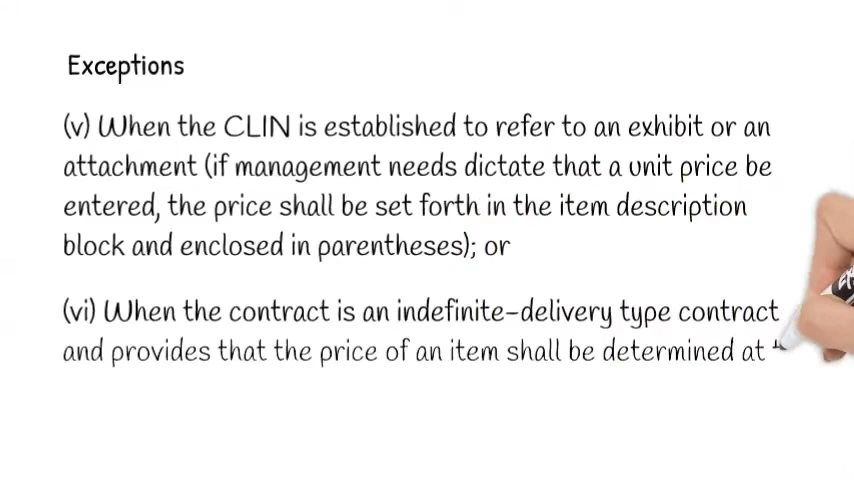 Exceptions
(v) When the CLIN is established to refer to an exhibit or an
attachment (if management needs dictate that a unit price be
entered, the price shall be set forth in the item description
block and enclosed in parentheses); or
(vi) When the contract is an indefinite-delivery type contract
and provides that the price of an item shall be determined at